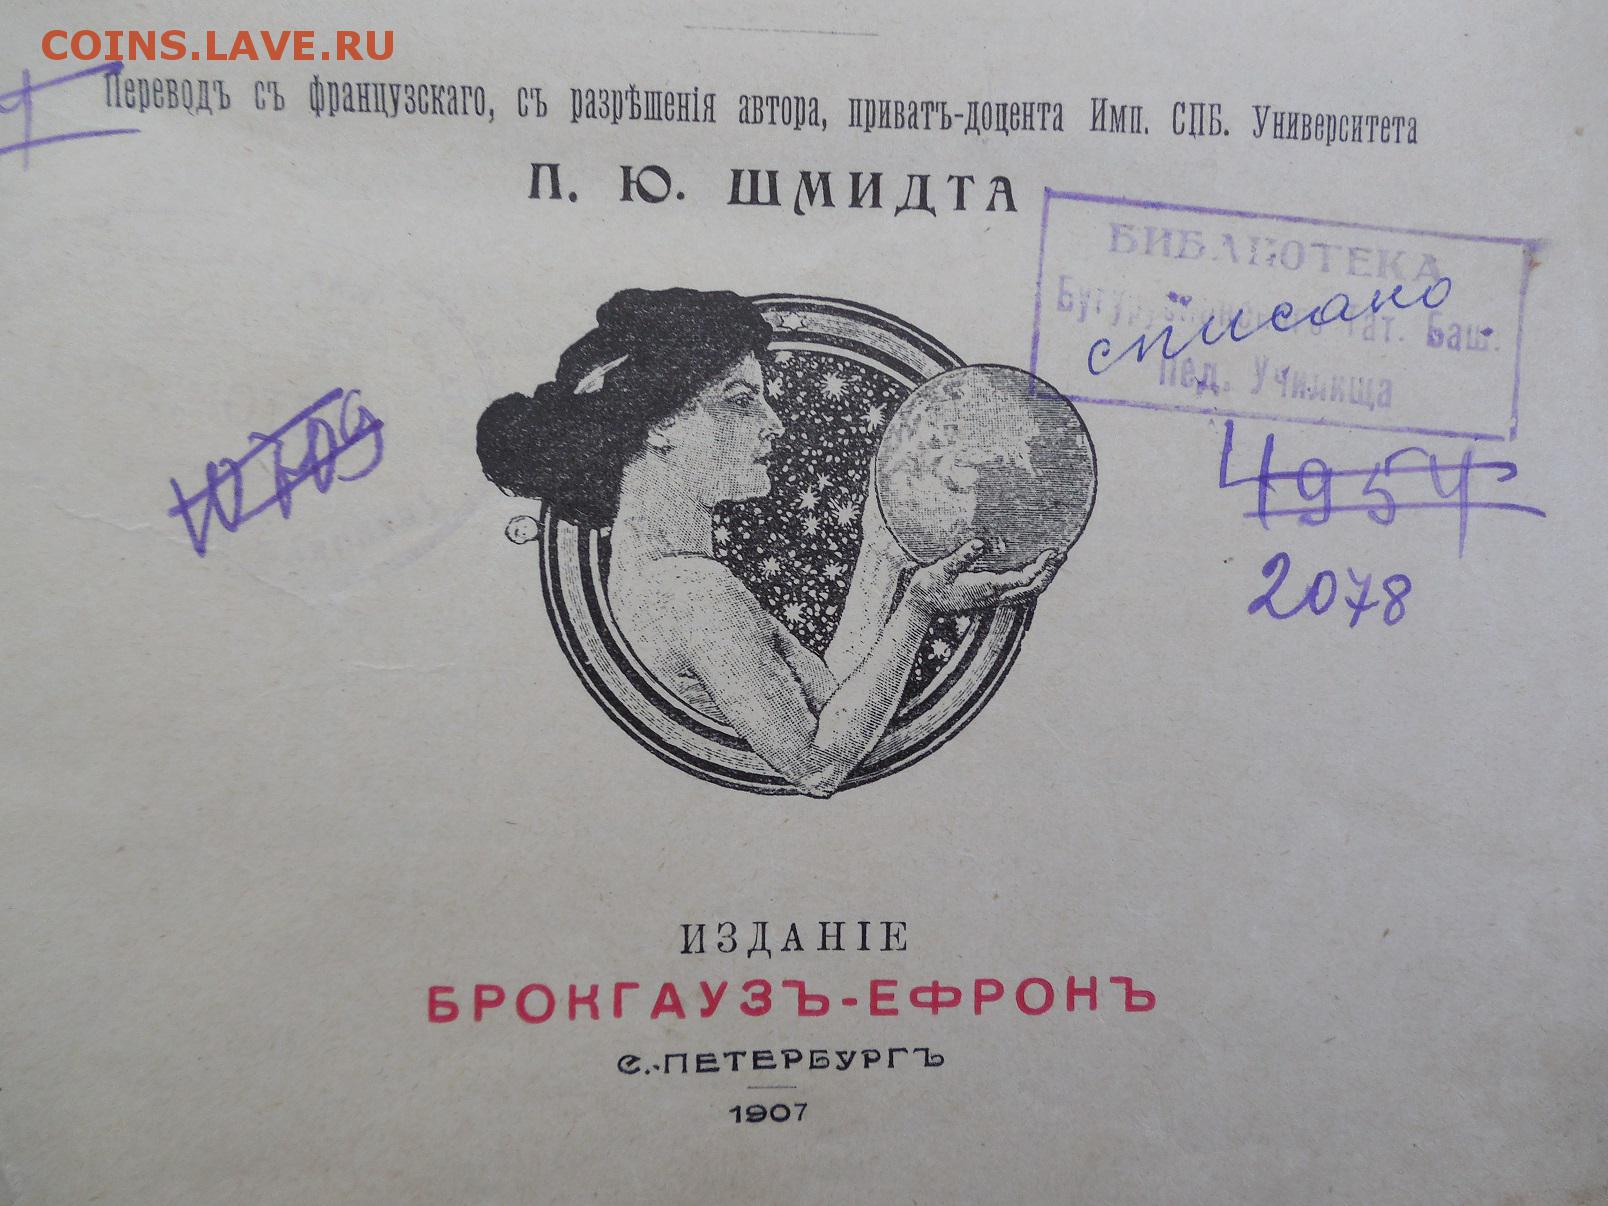 COINS.LAVE.RU
Переводъ съ французскаго, съ разрѣшенія автора, приватъ-доцента Имп. СПБ. Университета
П. Ю. ШМИДТА
БИБЛИОТЕКА
Тат. Баш.
списано
Пед. Училища
4954
2078
ИЗДАНІЕ
БРОКГАУЗЪ-ЕФРОНЪ
С.-ПЕТЕРБУРГЪ
1907